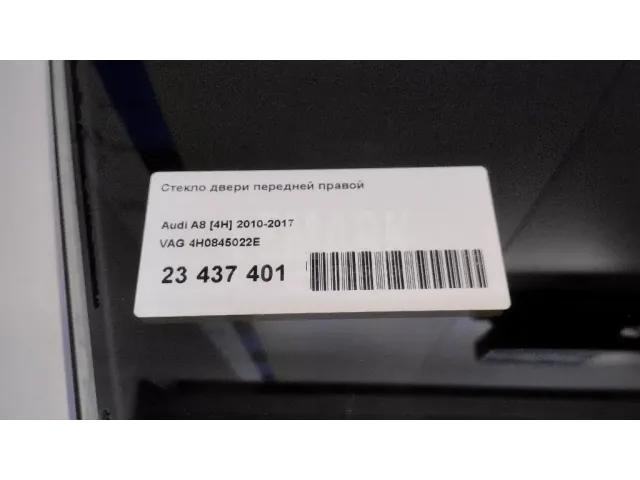 Стекло двери передней правой
Audi A8 [4H] 2010-2017
VAG 4H0845022E
23 437 401